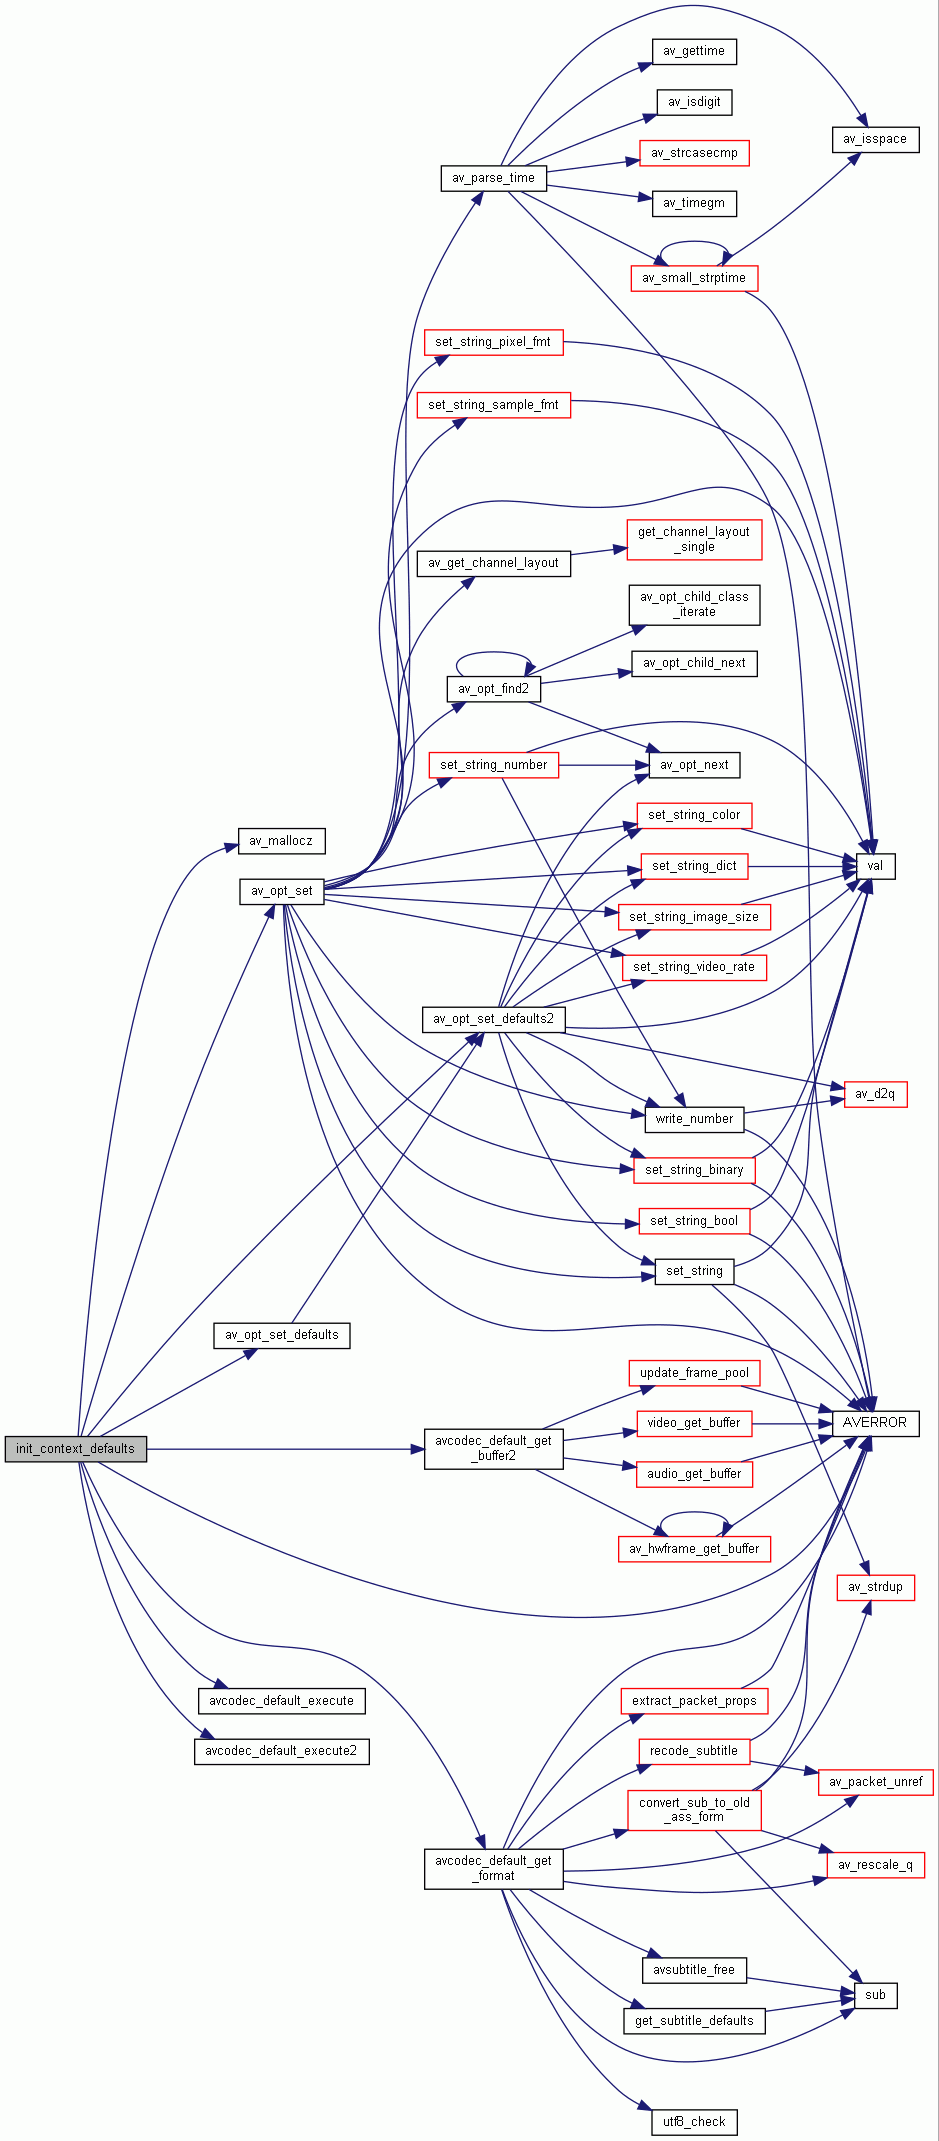 av_gettime
av_isdigit
av_isspace
av_strcasecmp
av_parse_time
av_timegm
av_small_strptime
set_string_pixel_fmt
set_string_sample_fmt
get_channel_layout
_single
av_get_channel_layout
av_opt_child_class
_iterate
av_opt_child_next
av_opt_find2
set_string_number
av_opt_next
set_string_color
av_mallocz
set_string_dict
val
av_opt_set
set_string_image_size
set_string_video_rate
av_opt_set_defaults2
av_d2q
write_number
set_string_binary
set_string_bool
set_string
av_opt_set_defaults
update_frame_pool
video_get_buffer
AVERROR
init_context_defaults
avcodec_default_get
_buffer2
audio_get_buffer
av_hwframe_get_buffer
av_strdup
avcodec_default_execute
extract_packet_props
avcodec_default_execute2
recode_subtitle
av_packet_unref
convert_sub_to_old
_ass_form
avcodec_default_get
_format
av_rescale_q
avsubtitle_free
sub
get_subtitle_defaults
utf8_check